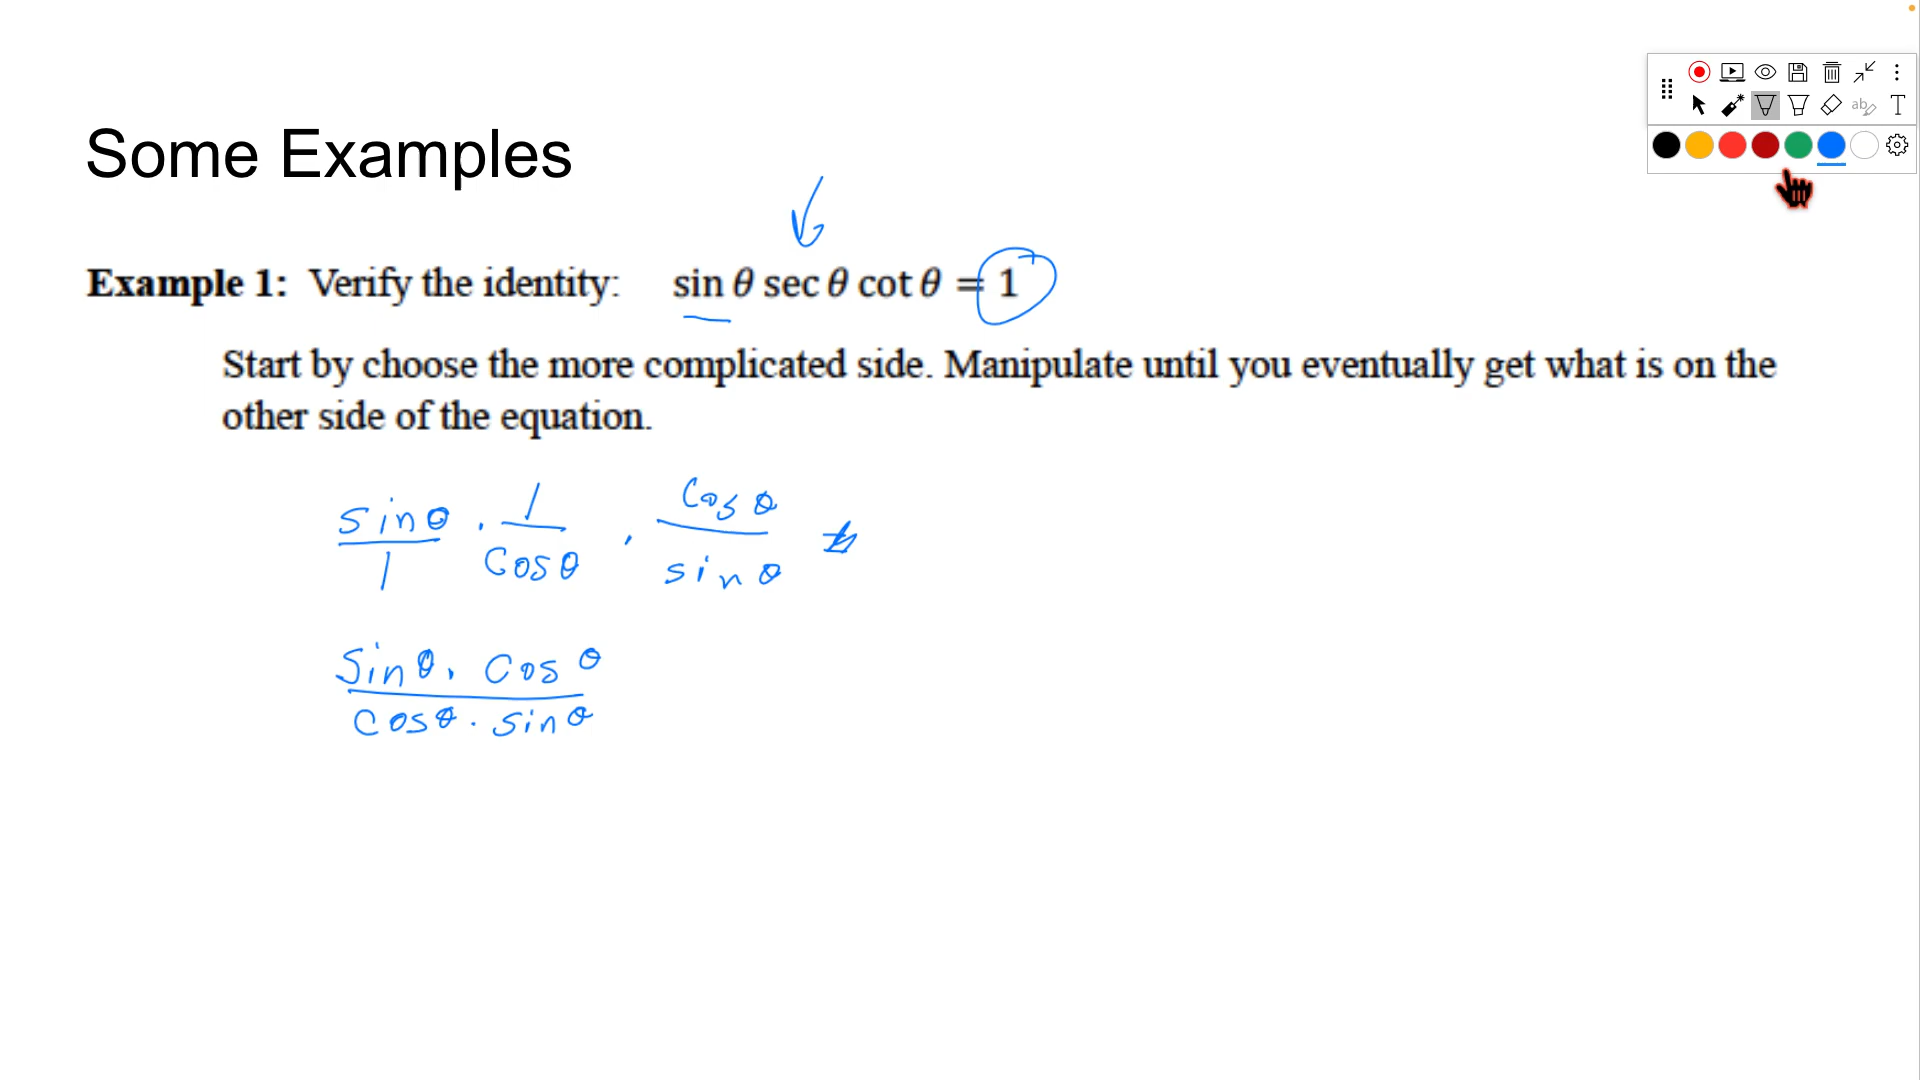 Some Examples
Example 1: Verify the identity: sin θ sec θ cot θ = 1
Start by choose the more complicated side. Manipulate until you eventually get what is on the
other side of the equation.
sinθ/1 · 1/cosθ · cosθ/sinθ
sinθ · cosθ
cosθ · sinθ
ab
T